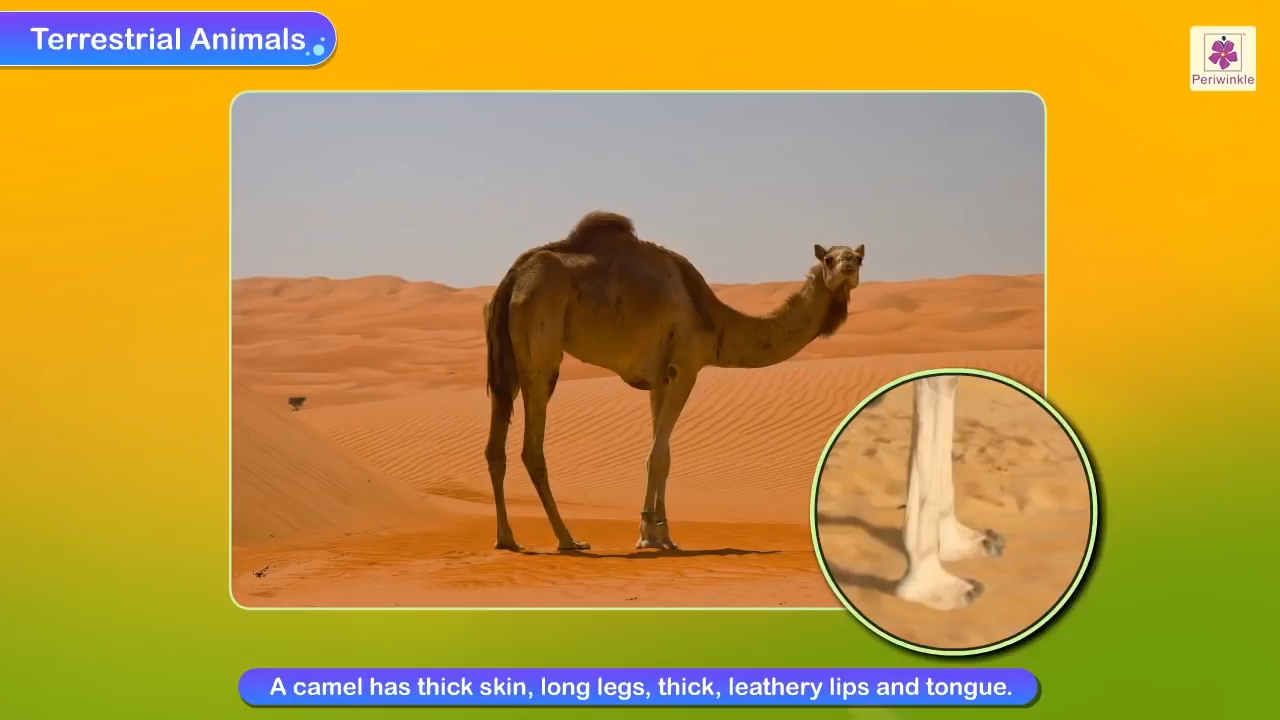 Terrestrial Animals
Periwinkle
A camel has thick skin, long legs, thick, leathery lips and tongue.